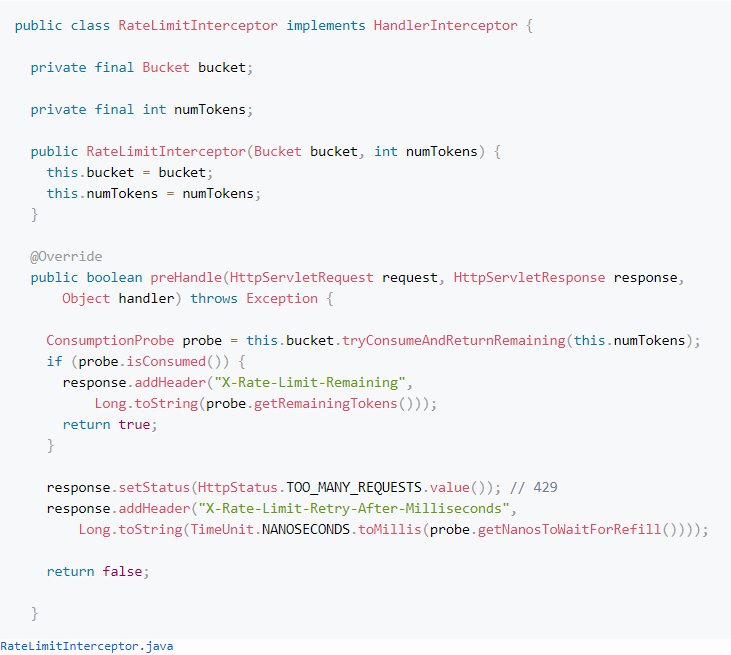 public class RateLimitInterceptor implements HandlerInterceptor {
private final Bucket bucket;
private final int numTokens;
public RateLimitInterceptor(Bucket bucket, int numTokens) {
this.bucket = bucket;
this.numTokens = numTokens;
}
@Override
public boolean preHandle(HttpServletRequest request, HttpServletResponse response,
Object handler) throws Exception {
ConsumptionProbe probe = this.bucket.tryConsumeAndReturnRemaining(this.numTokens);
if (probe.isConsumed()) {
response.addHeader("X-Rate-Limit-Remaining",
Long.toString(probe.getRemainingTokens()));
return true;
}
response.setStatus(HttpStatus.TOO_MANY_REQUESTS.value()); // 429
response.addHeader("X-Rate-Limit-Retry-After-Milliseconds",
Long.toString(TimeUnit.NANOSECONDS.toMillis(probe.getNanosToWaitForRefill())));
return false;
}
RateLimitInterceptor.java